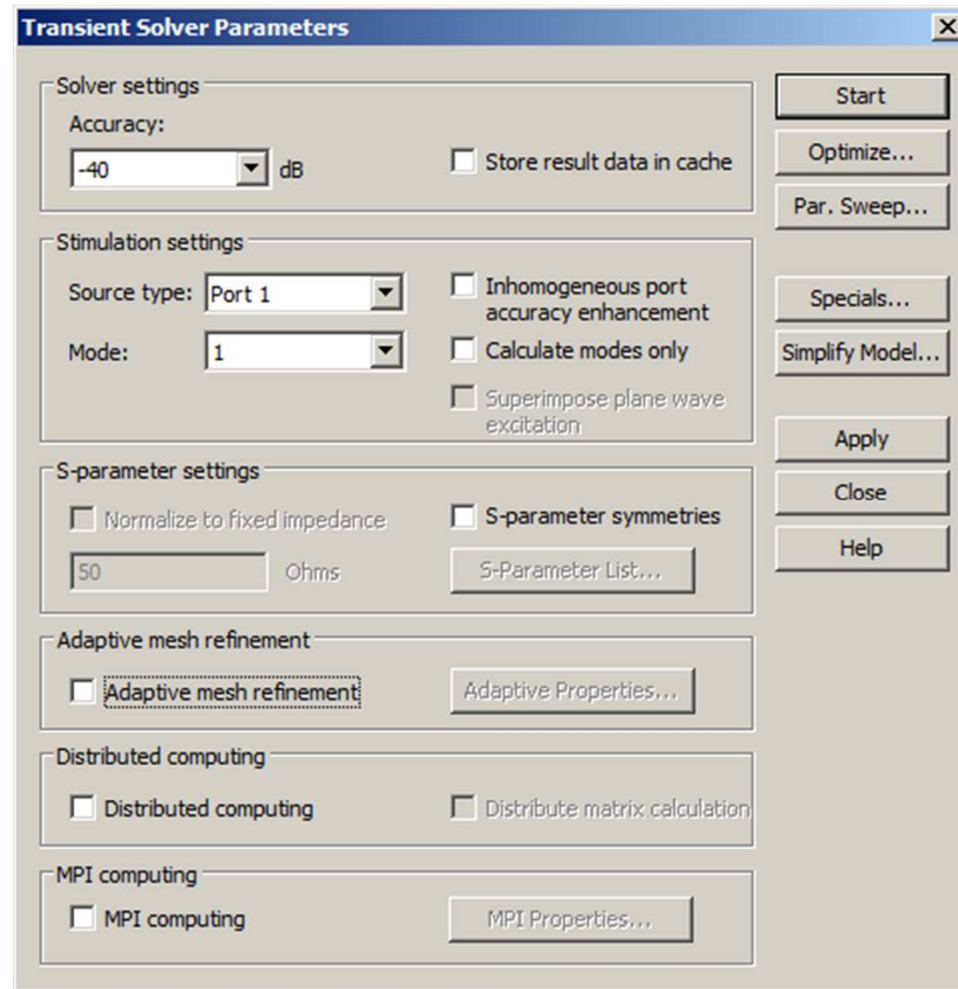 Transient Solver Parameters
Solver settings
Accuracy:
-40 dB
Store result data in cache
Stimulation settings
Source type: Port 1
Inhomogeneous port
accuracy enhancement
Mode: 1
Calculate modes only
Superimpose plane wave
excitation
S-parameter settings
Normalize to fixed impedance
S-parameter symmetries
50 Ohms
S-Parameter List...
Adaptive mesh refinement
Adaptive mesh refinement
Adaptive Properties...
Distributed computing
Distributed computing
Distribute matrix calculation
MPI computing
MPI computing
MPI Properties...
Start
Optimize...
Par. Sweep...
Specials...
Simplify Model...
Apply
Close
Help